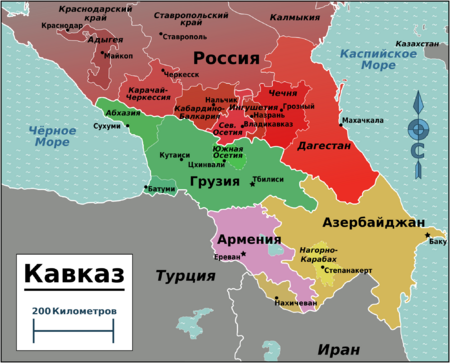 Краснодарский
край
Краснодар
Адыгея
Майкоп
Ставропольский
край
Ставрополь
Калмыкия
Россия
Казахстан
Каспийское
Море
Черкесск
Карачай-
Черкессия
Нальчик
Кабардино-
Балкария
Ингушетия
Назрань
Владикавказ
Сев.
Осетия
Чечня
Грозный
Махачкала
Дагестан
Абхазия
Сухуми
Чёрное
Море
Южная
Осетия
Кутаиси
Цхинвали
Грузия
Тбилиси
Батуми
С
Азербайджан
Баку
Армения
Ереван
Нагорно-
Карабах
Степанакерт
Нахичеван
Турция
Иран
Кавказ
200 Километров